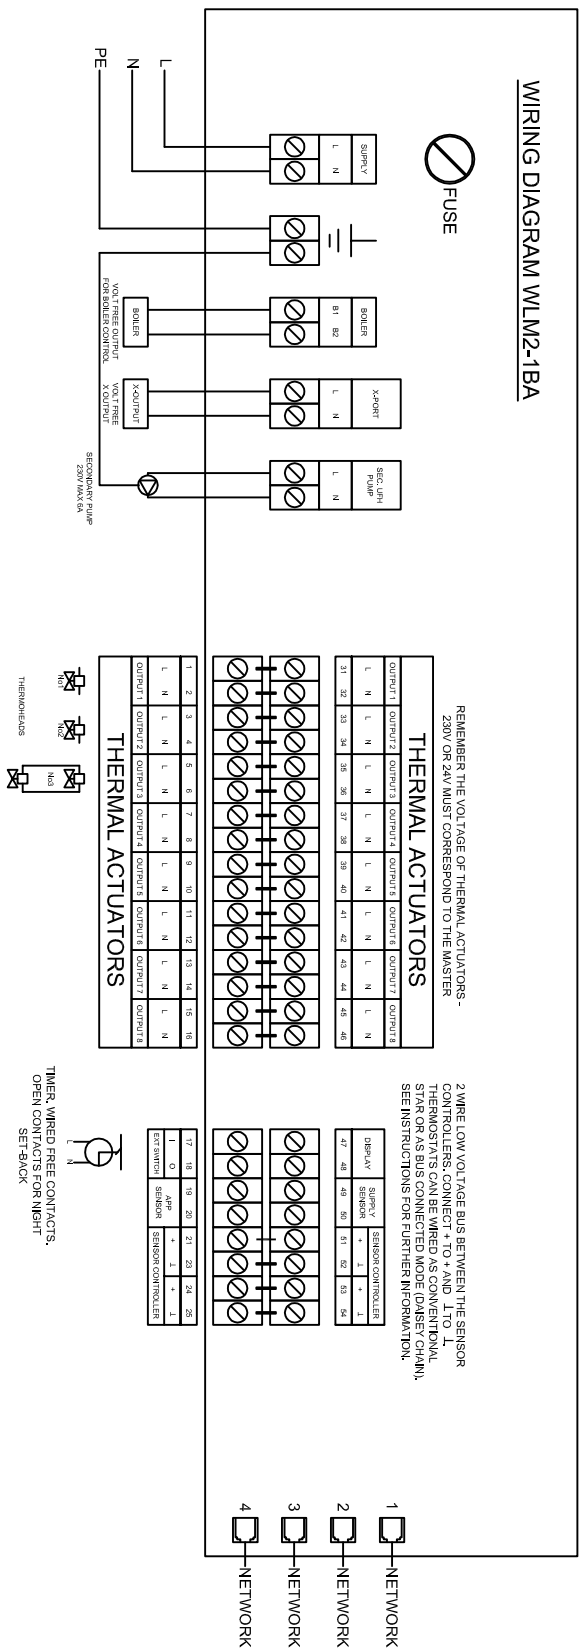 WIRING DIAGRAM WLM2-1BA
FUSE
SUPPLY
L N
BOILER
B1 B2
X-PORT
L N
SEC. UFH
PUMP
L N
L
N
PE
BOILER
VOLT FREE OUTPUT
FOR BOILER CONTROL
X-OUTPUT
VOLT FREE
X OUTPUT
SECONDARY PUMP
230V MAX 6A
REMEMBER THE VOLTAGE OF THERMAL ACTUATORS -
230V OR 24V MUST CORRESPOND TO THE MASTER
THERMAL ACTUATORS
OUTPUT 1 OUTPUT 2 OUTPUT 3 OUTPUT 4 OUTPUT 5 OUTPUT 6 OUTPUT 7 OUTPUT 8
L N L N L N L N L N L N L N L N
31 32 33 34 35 36 37 38 39 40 41 42 43 44 45 46
1 2 3 4 5 6 7 8 9 10 11 12 13 14 15 16
L N L N L N L N L N L N L N L N
OUTPUT 1 OUTPUT 2 OUTPUT 3 OUTPUT 4 OUTPUT 5 OUTPUT 6 OUTPUT 7 OUTPUT 8
THERMAL ACTUATORS
No1 No2 No3
THERMOHEADS
2 WIRE LOW VOLTAGE BUS BETWEEN THE SENSOR
CONTROLLERS. CONNECT + TO + AND ⊥ TO ⊥.
THERMOSTATS CAN BE WIRED AS CONVENTIONAL
STAR OR AS BUS CONNECTED MODE (DAISEY CHAIN).
SEE INSTRUCTIONS FOR FURTHER INFORMATION.
DISPLAY
SUPPLY
SENSOR
SENSOR CONTROLLER
+ ⊥ + ⊥
47 48 49 50 51 52 53 54
17 18 19 20 21 23 24 25
I O
EXT SWITCH
APP
SENSOR
+ ⊥ + ⊥
SENSOR CONTROLLER
L N
TIMER, WIRED FREE CONTACTS.
OPEN CONTACTS FOR NIGHT
SET-BACK
1 NETWORK
2 NETWORK
3 NETWORK
4 NETWORK